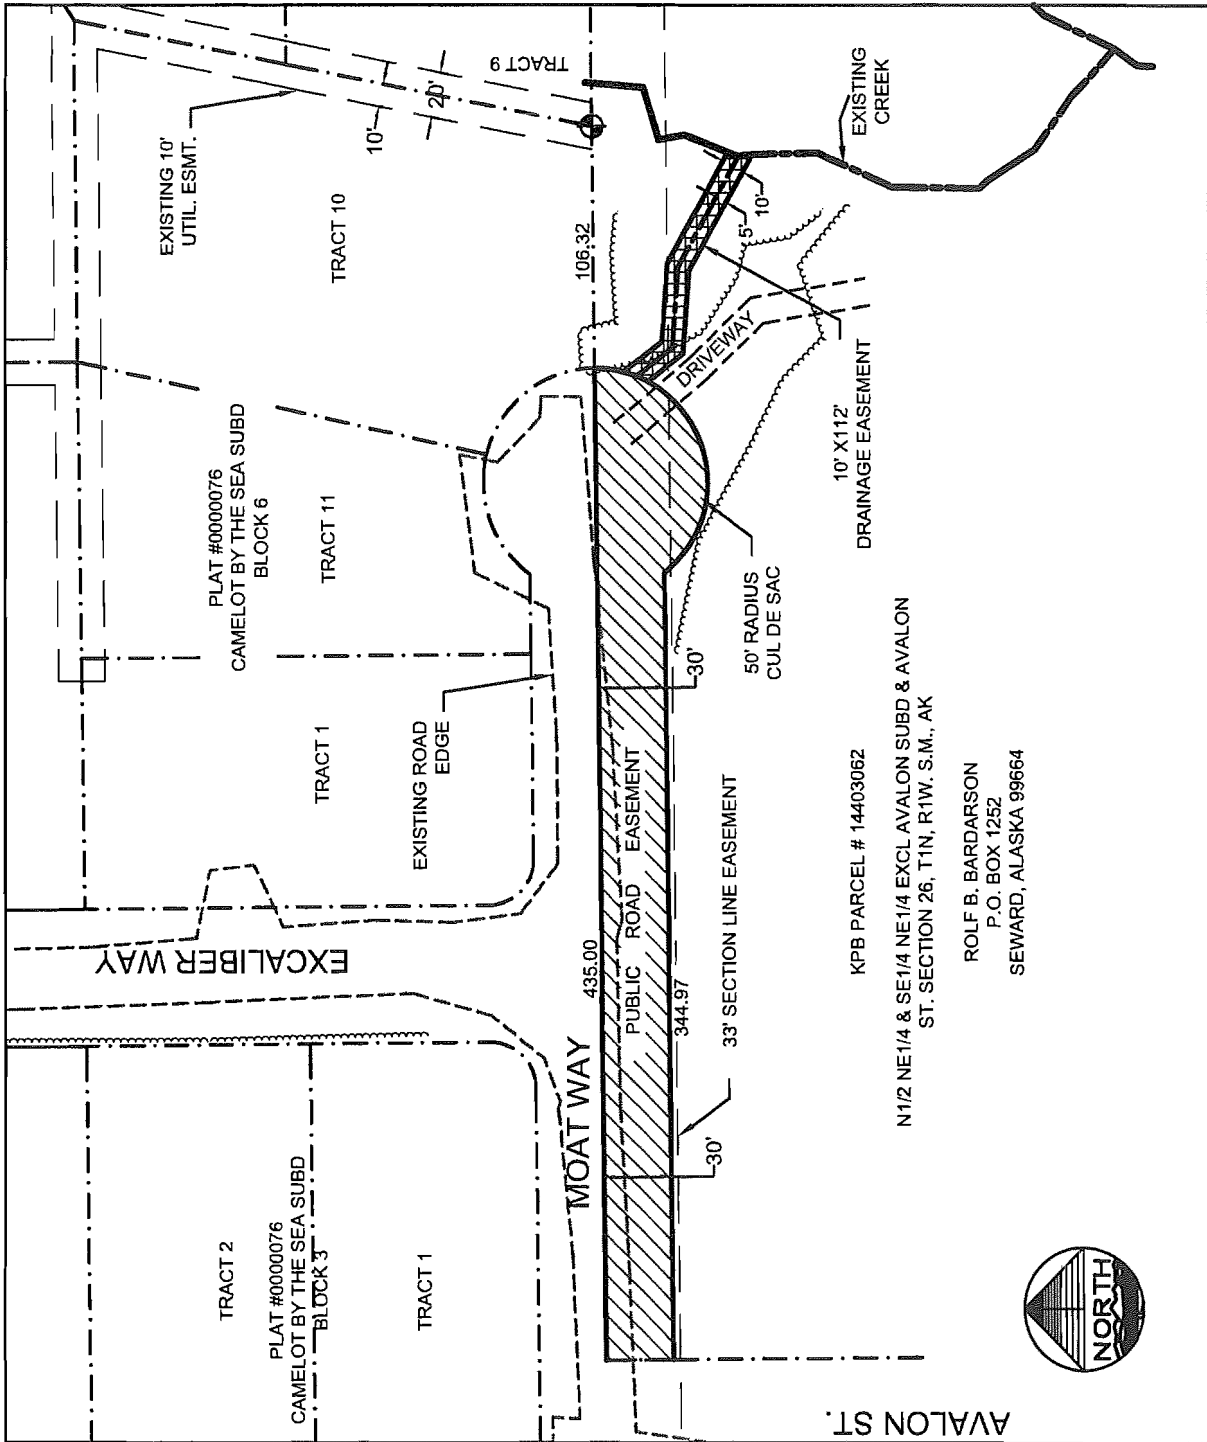 EXISTING 10'
UTIL. ESMT.
10'
20'
TRACT 9
TRACT 10
106.32
EXISTING
CREEK
10'
5'
DRIVEWAY
10' X112'
DRAINAGE EASEMENT
PLAT #0000076
CAMELOT BY THE SEA SUBD
BLOCK 6
TRACT 11
50' RADIUS
CUL DE SAC
TRACT 1
EXISTING ROAD
EDGE
30'
PUBLIC ROAD EASEMENT
EXCALIBER WAY
435.00
344.97
33' SECTION LINE EASEMENT
MOAT WAY
30'
TRACT 2
PLAT #0000076
CAMELOT BY THE SEA SUBD
BLOCK 3
TRACT 1
KPB PARCEL # 14403062
N1/2 NE1/4 & SE1/4 NE1/4 EXCL AVALON SUBD & AVALON
ST. SECTION 26, T1N, R1W. S.M., AK
ROLF B. BARDARSON
P.O. BOX 1252
SEWARD, ALASKA 99664
NORTH
AVALON ST.